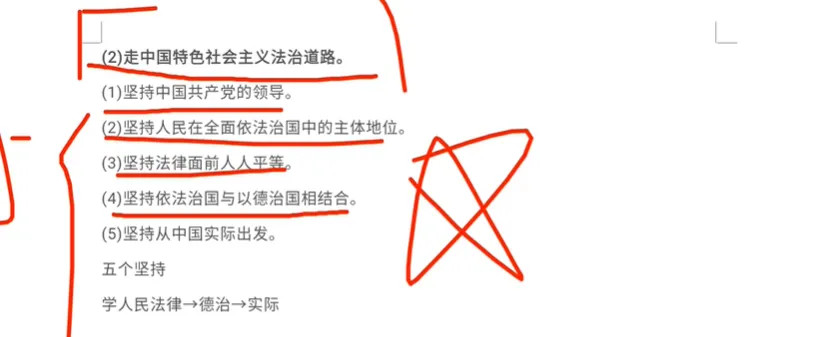 (2)走中国特色社会主义法治道路。
(1)坚持中国共产党的领导。
(2)坚持人民在全面依法治国中的主体地位。
(3)坚持法律面前人人平等。
(4)坚持依法治国与以德治国相结合。
(5)坚持从中国实际出发。
五个坚持
学人民法律→德治→实际